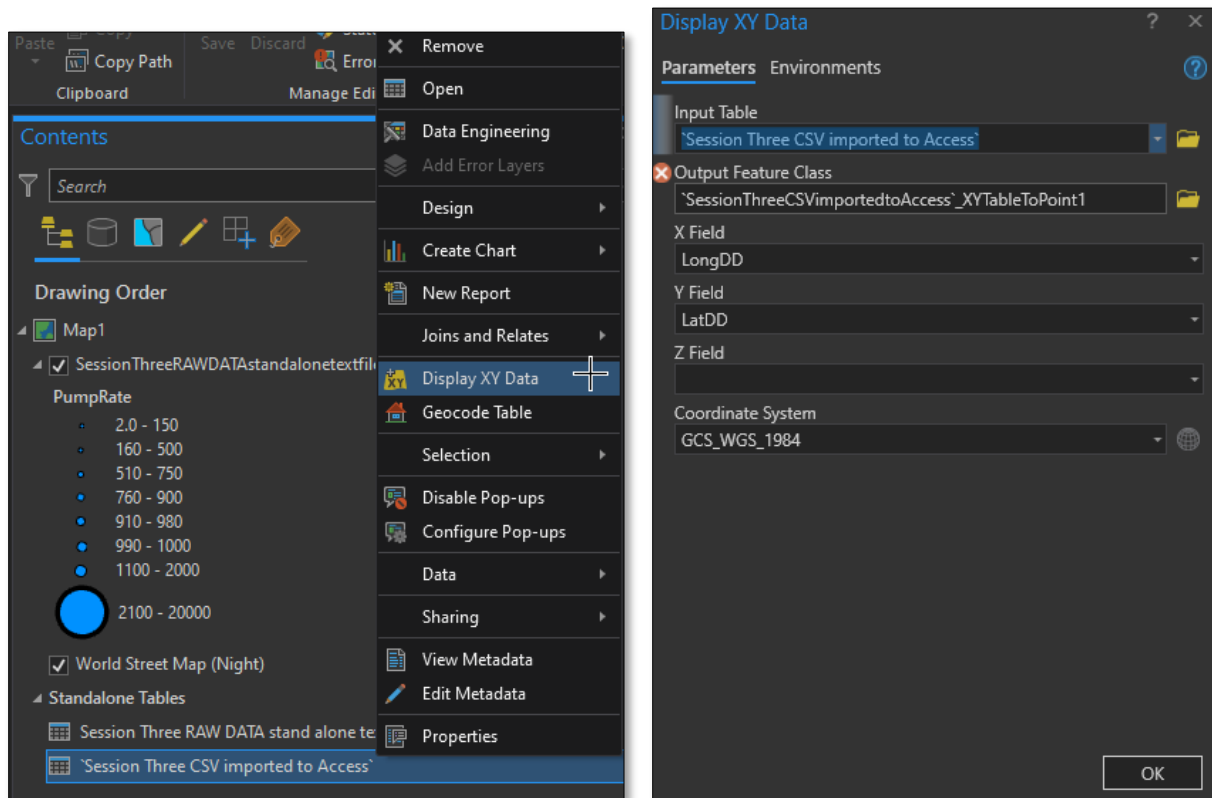 Paste
Copy
Copy Path
Clipboard
Save Discard
Manage Edi
Contents
Search
Drawing Order
Map1
SessionThreeRAWDATAstandalonetextfil
PumpRate
2.0 - 150
160 - 500
510 - 750
760 - 900
910 - 980
990 - 1000
1100 - 2000
2100 - 20000
World Street Map (Night)
Standalone Tables
Session Three RAW DATA stand alone te
`Session Three CSV imported to Access`
Remove
Open
Data Engineering
Add Error Layers
Design
Create Chart
New Report
Joins and Relates
XY Display XY Data
Geocode Table
Selection
Disable Pop-ups
Configure Pop-ups
Data
Sharing
View Metadata
Edit Metadata
Properties
Display XY Data ? ×
Parameters Environments ?
Input Table
`Session Three CSV imported to Access`
Output Feature Class
`SessionThreeCSVimportedtoAccess`_XYTableToPoint1
X Field
LongDD
Y Field
LatDD
Z Field
Coordinate System
GCS_WGS_1984
OK